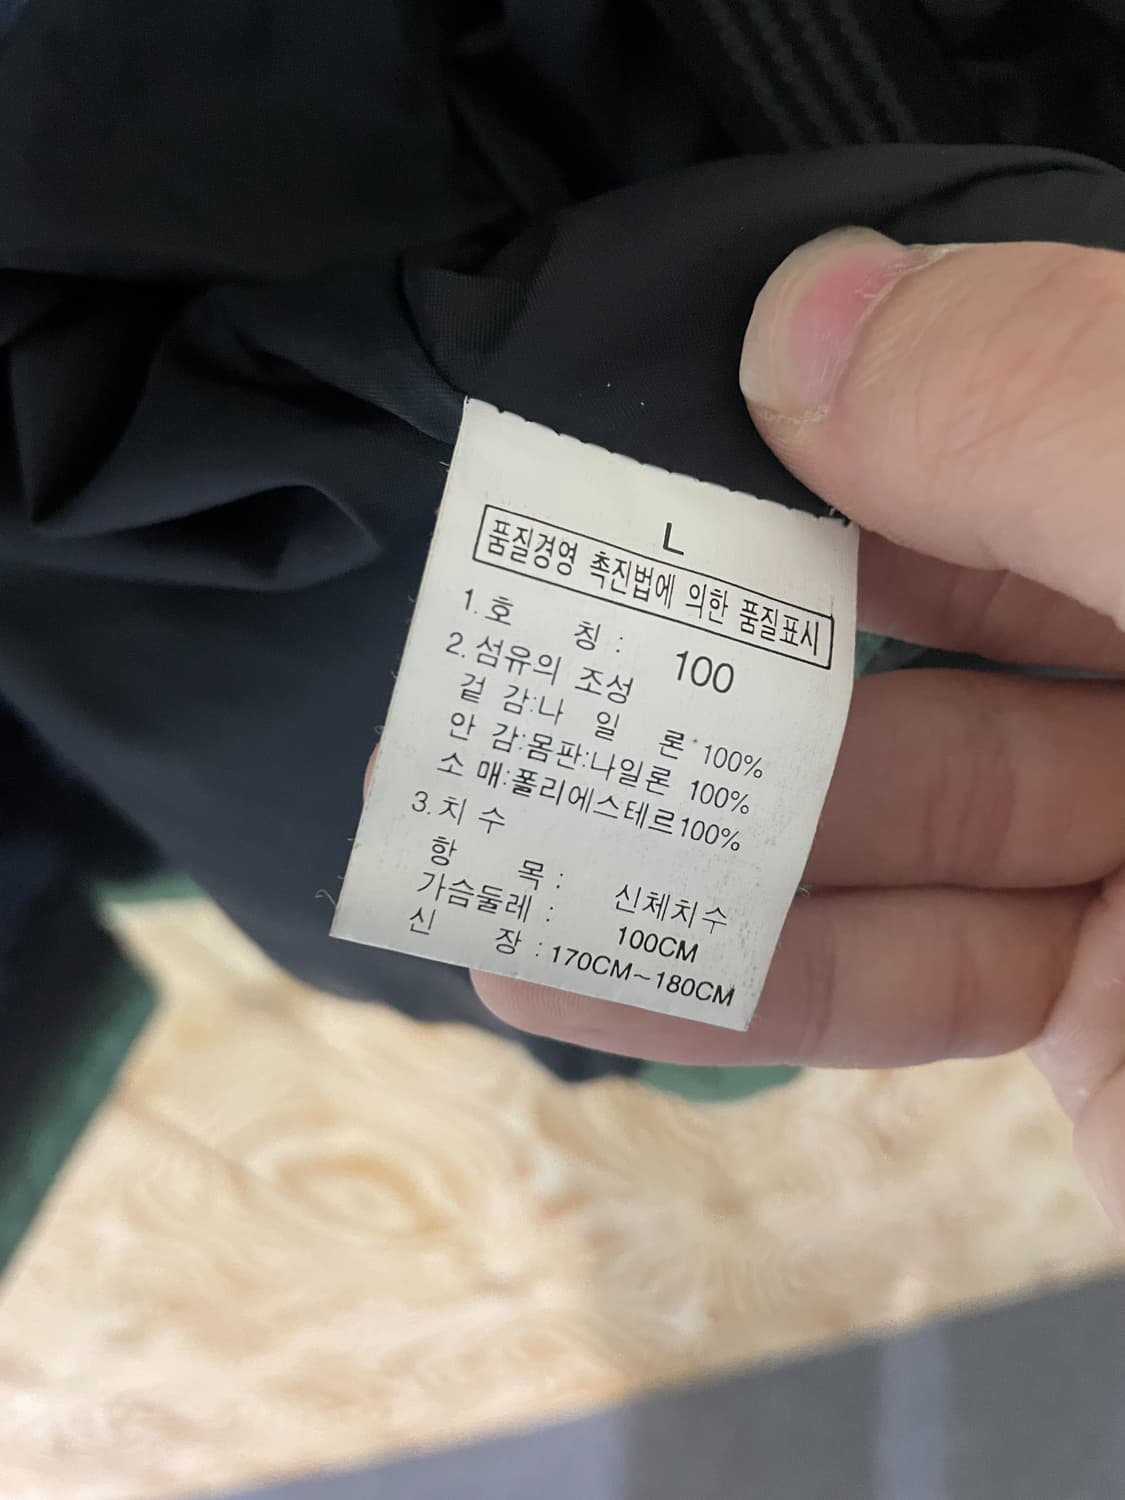 L
품질경영 촉진법에 의한 품질표시
1. 호 칭 : 100
2. 섬유의 조성
겉 감:나 일 론 100%
안 감:몸판:나일론 100%
소 매:폴리에스테르100%
3. 치 수
항 목 : 신체치수
가슴둘레 : 100CM
신 장 : 170CM~180CM